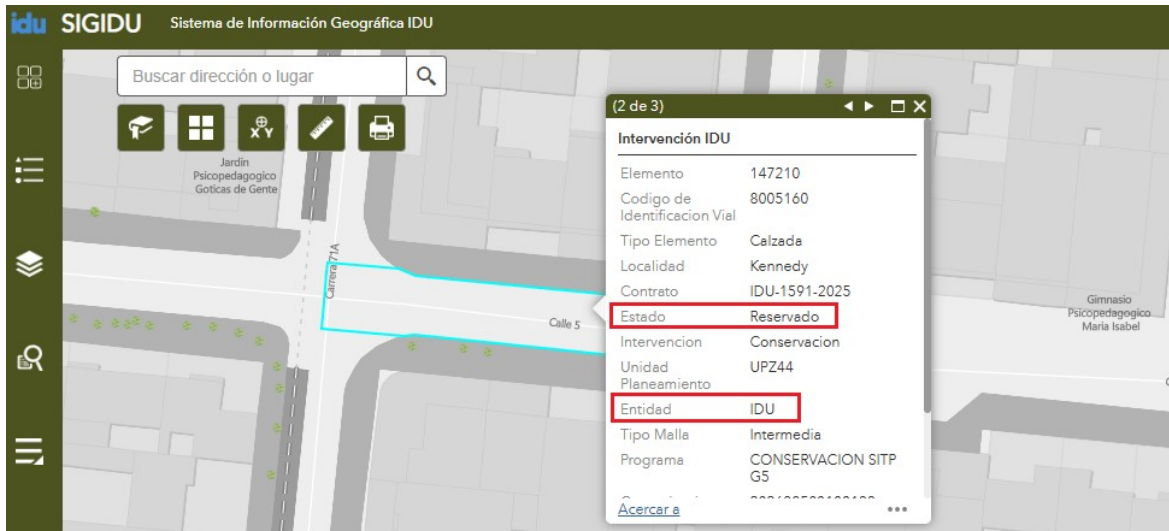 idu SIGIDU Sistema de Información Geográfica IDU
Buscar dirección o lugar
X Y
Jardín
Psicopedagogico
Goticas de Gente
Carrera 71A
Calle 5
(2 de 3)
Intervención IDU
Elemento 147210
Codigo de 8005160
Identificacion Vial
Tipo Elemento Calzada
Localidad Kennedy
Contrato IDU-1591-2025
Estado Reservado
Intervencion Conservacion
Unidad UPZ44
Planeamiento
Entidad IDU
Tipo Malla Intermedia
Programa CONSERVACION SITP
G5
Acercar a
Gimnasio
Psicopedagogico
Maria Isabel